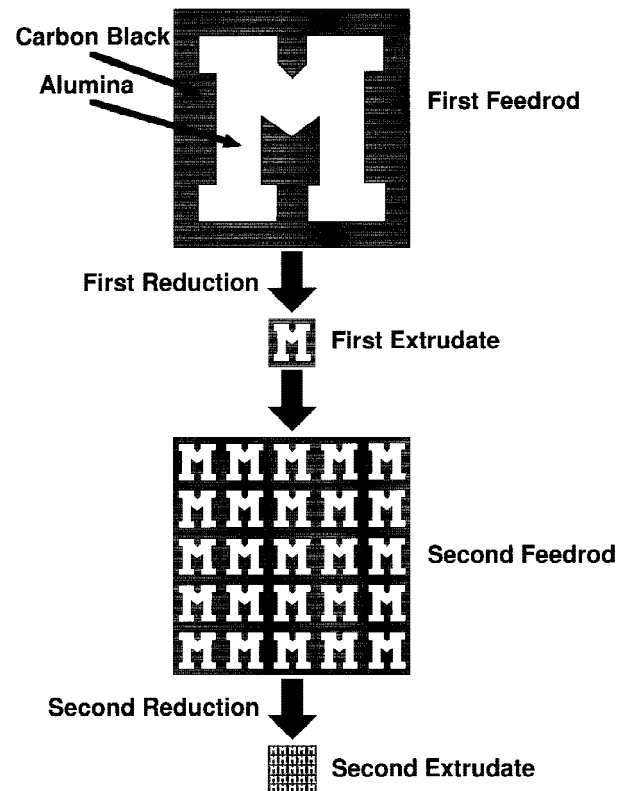 Carbon Black
Alumina
First Feedrod
First Reduction
M
First Extrudate
M M M M M
M M M M M
M M M M M
M M M M M
M M M M M
Second Feedrod
Second Reduction
M M M M M
M M M M M
M M M M M
M M M M M
M M M M M
Second Extrudate